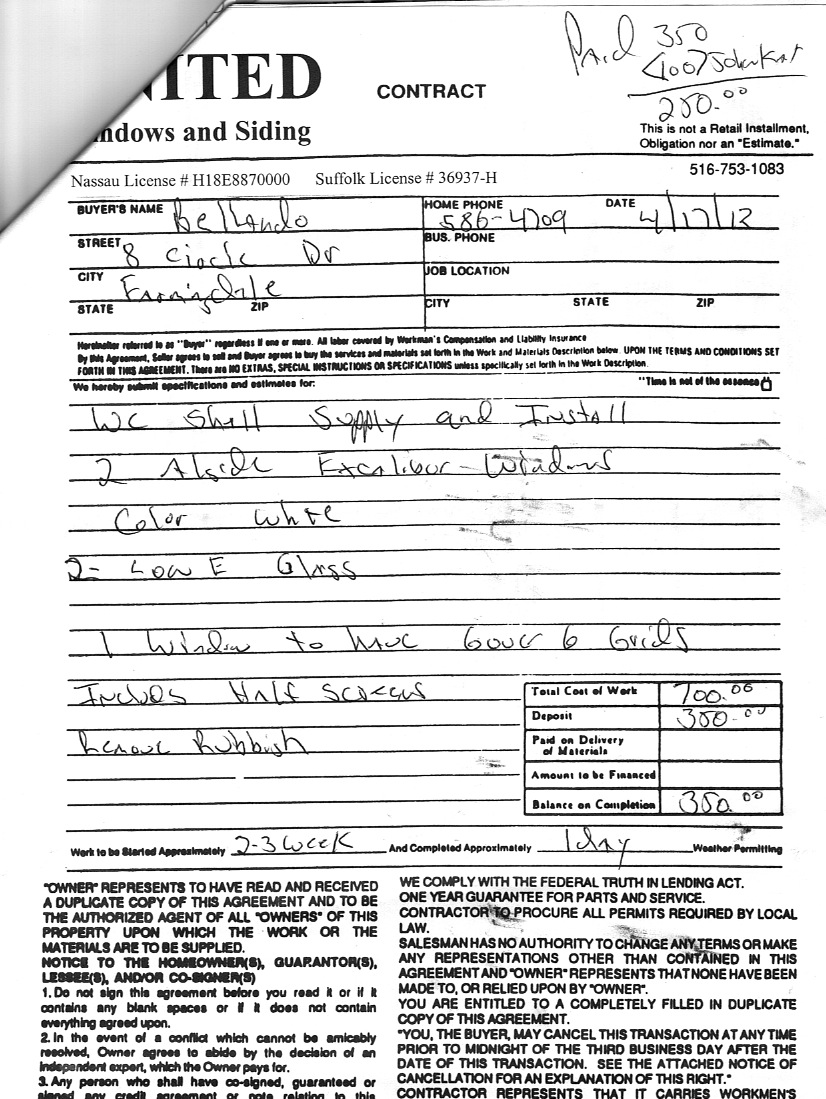 Paid 350
<100>
250.00
NITED
ndows and Siding
CONTRACT
This is not a Retail Installment,
Obligation nor an "Estimate."
516-753-1083
Nassau License # H18E8870000 Suffolk License # 36937-H
BUYER'S NAME Bellando
HOME PHONE 586-4709
DATE 4/17/12
STREET 8 Circle Dr
BUS. PHONE
CITY Farmingdale
JOB LOCATION
STATE ZIP
CITY STATE ZIP
Hereinafter referred to as "Buyer" regardless if one or more. All labor covered by Workman's Compensation and Liability Insurance
By this Agreement, Seller agrees to sell and Buyer agrees to buy the services and materials set forth in the Work and Materials Description below. UPON THE TERMS AND CONDITIONS SET
FORTH IN THIS AGREEMENT. There are NO EXTRAS, SPECIAL INSTRUCTIONS OR SPECIFICATIONS unless specifically set forth in the Work Description.
We hereby submit specifications and estimates for: "Time is not of the essence
We Shall Supply and Install
2 Alside Excalibur - Windows
Color White
2- Low E Glass
1 Window to have 6 Grids
Includes Half Screens
Remove Rubbish
Total Cost of Work 700.00
Deposit 350.00
Paid on Delivery
of Materials
Amount to be Financed
Balance on Completion 350.00
Work to be Started Approximately 2-3 week And Completed Approximately 1 day Weather Permitting
"OWNER" REPRESENTS TO HAVE READ AND RECEIVED
A DUPLICATE COPY OF THIS AGREEMENT AND TO BE
THE AUTHORIZED AGENT OF ALL "OWNERS" OF THIS
PROPERTY UPON WHICH THE WORK OR THE
MATERIALS ARE TO BE SUPPLIED.
NOTICE TO THE HOMEOWNER(S), GUARANTOR(S),
LESSEE(S), AND/OR CO-SIGNER(S)
1. Do not sign this agreement before you read it or if it
contains any blank spaces or if it does not contain
everything agreed upon.
2. In the event of a conflict which cannot be amicably
resolved, Owner agrees to abide by the decision of an
independent expert, which the Owner pays for.
3. Any person who shall have co-signed, guaranteed or
signed any credit agreement or note relating to this
WE COMPLY WITH THE FEDERAL TRUTH IN LENDING ACT.
ONE YEAR GUARANTEE FOR PARTS AND SERVICE.
CONTRACTOR TO PROCURE ALL PERMITS REQUIRED BY LOCAL
LAW.
SALESMAN HAS NO AUTHORITY TO CHANGE ANY TERMS OR MAKE
ANY REPRESENTATIONS OTHER THAN CONTAINED IN THIS
AGREEMENT AND "OWNER" REPRESENTS THAT NONE HAVE BEEN
MADE TO, OR RELIED UPON BY "OWNER".
YOU ARE ENTITLED TO A COMPLETELY FILLED IN DUPLICATE
COPY OF THIS AGREEMENT.
"YOU, THE BUYER, MAY CANCEL THIS TRANSACTION AT ANY TIME
PRIOR TO MIDNIGHT OF THE THIRD BUSINESS DAY AFTER THE
DATE OF THIS TRANSACTION. SEE THE ATTACHED NOTICE OF
CANCELLATION FOR AN EXPLANATION OF THIS RIGHT."
CONTRACTOR REPRESENTS THAT IT CARRIES WORKMEN'S